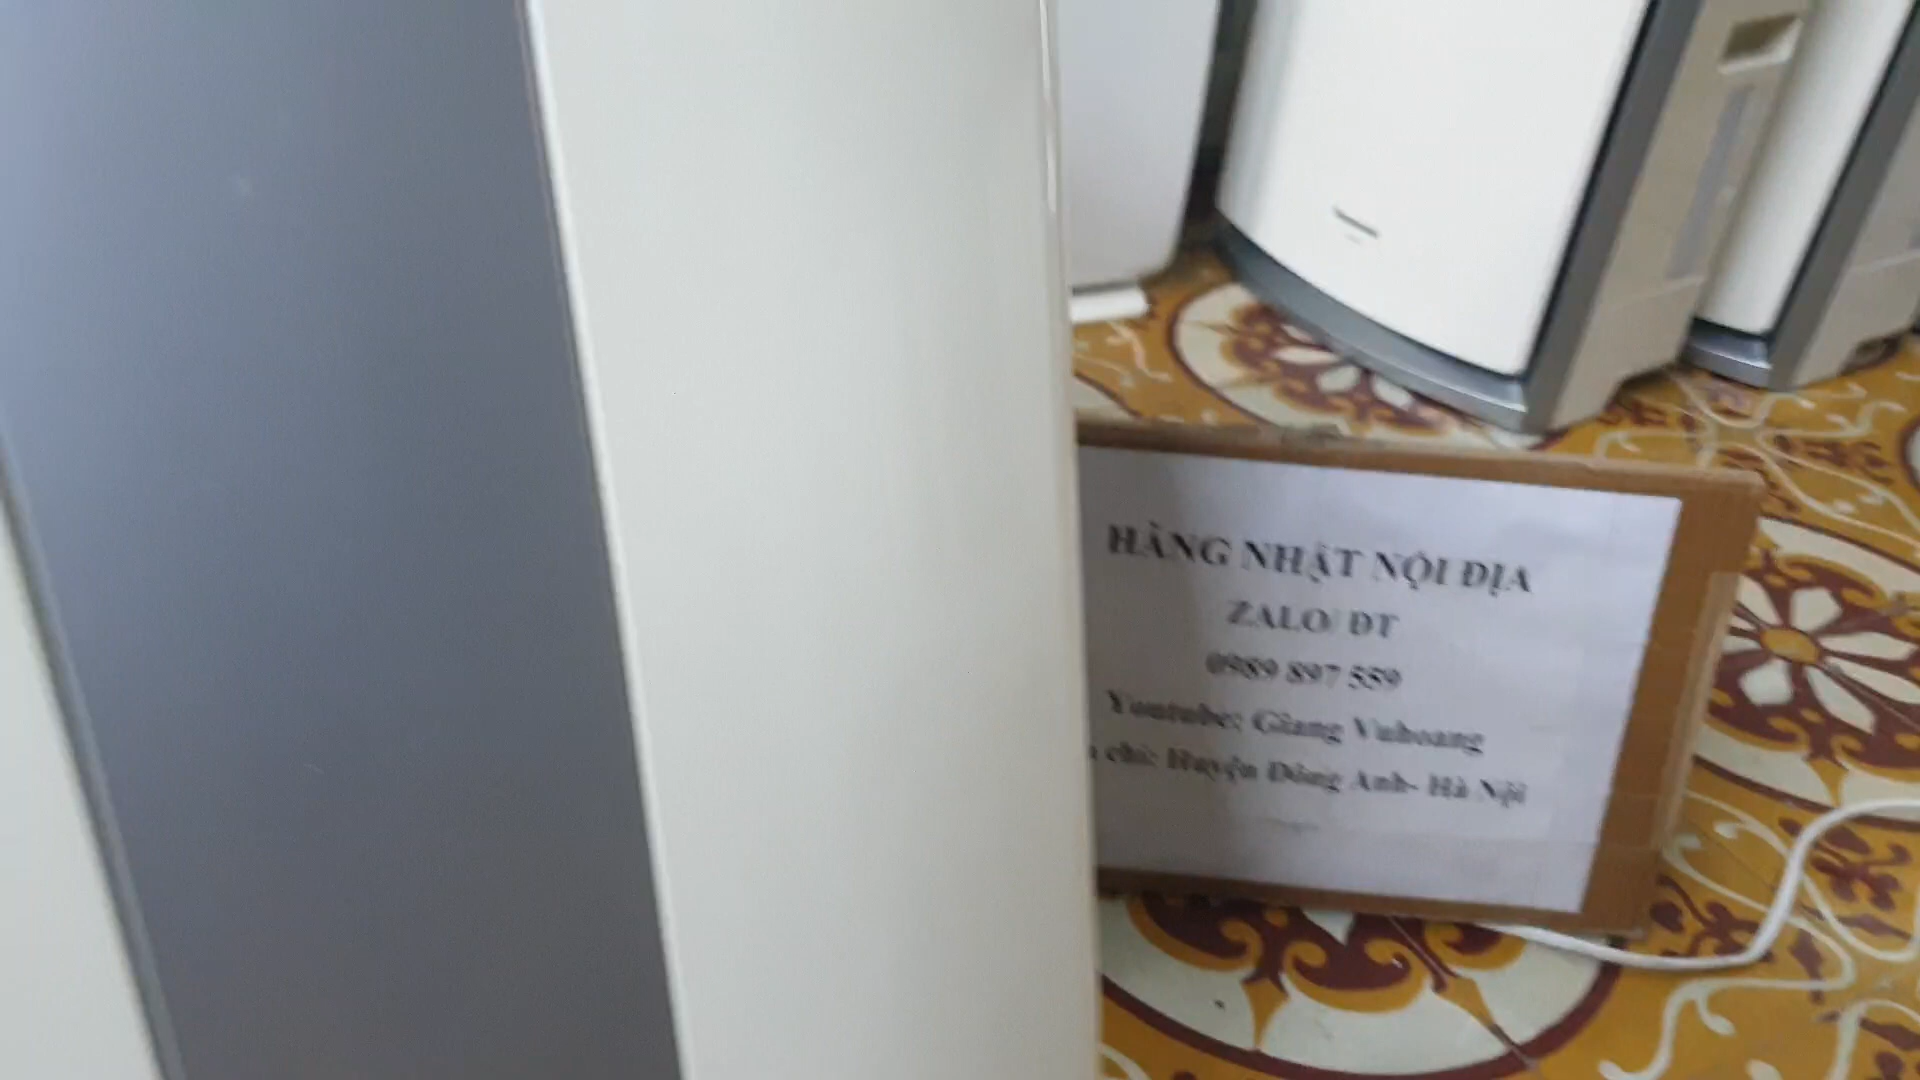 HÀNG NHẬT NỘI ĐỊA
ZALO/ ĐT
0989 897 559
Youtube: Giang Vuhoang
chỉ: Huyện Đông Anh- Hà Nội